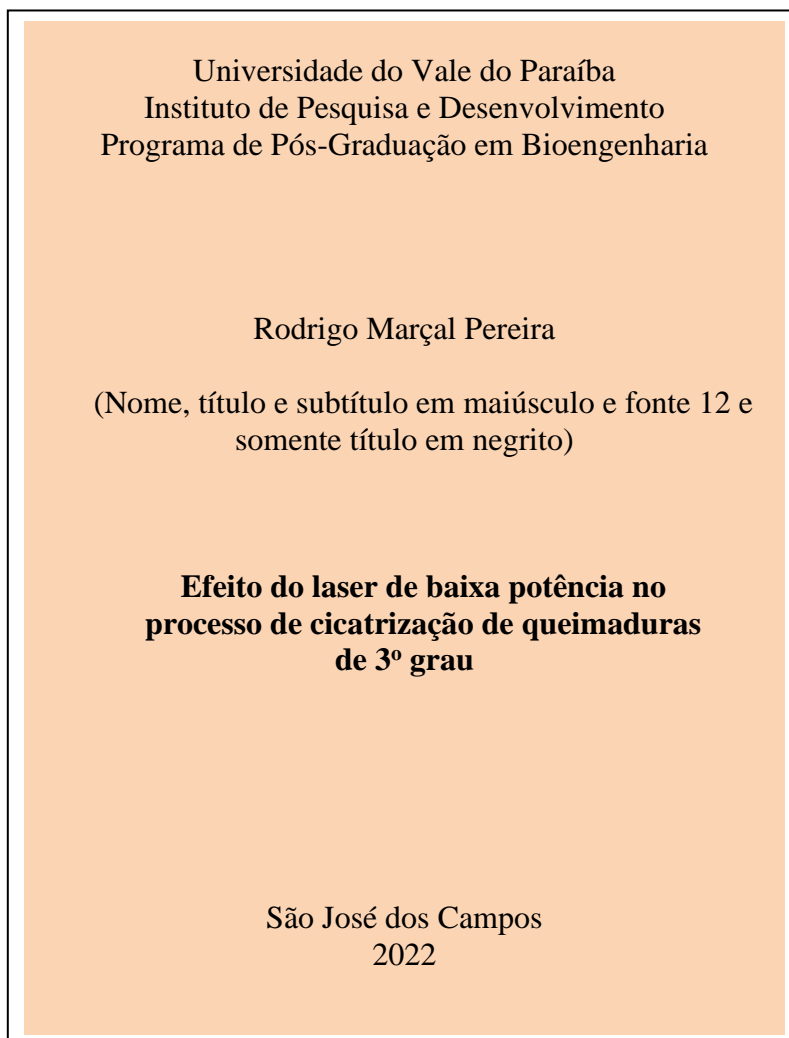 Universidade do Vale do Paraíba
Instituto de Pesquisa e Desenvolvimento
Programa de Pós-Graduação em Bioengenharia
Rodrigo Marçal Pereira
(Nome, título e subtítulo em maiúsculo e fonte 12 e
somente título em negrito)
Efeito do laser de baixa potência no
processo de cicatrização de queimaduras
de 3º grau
São José dos Campos
2022